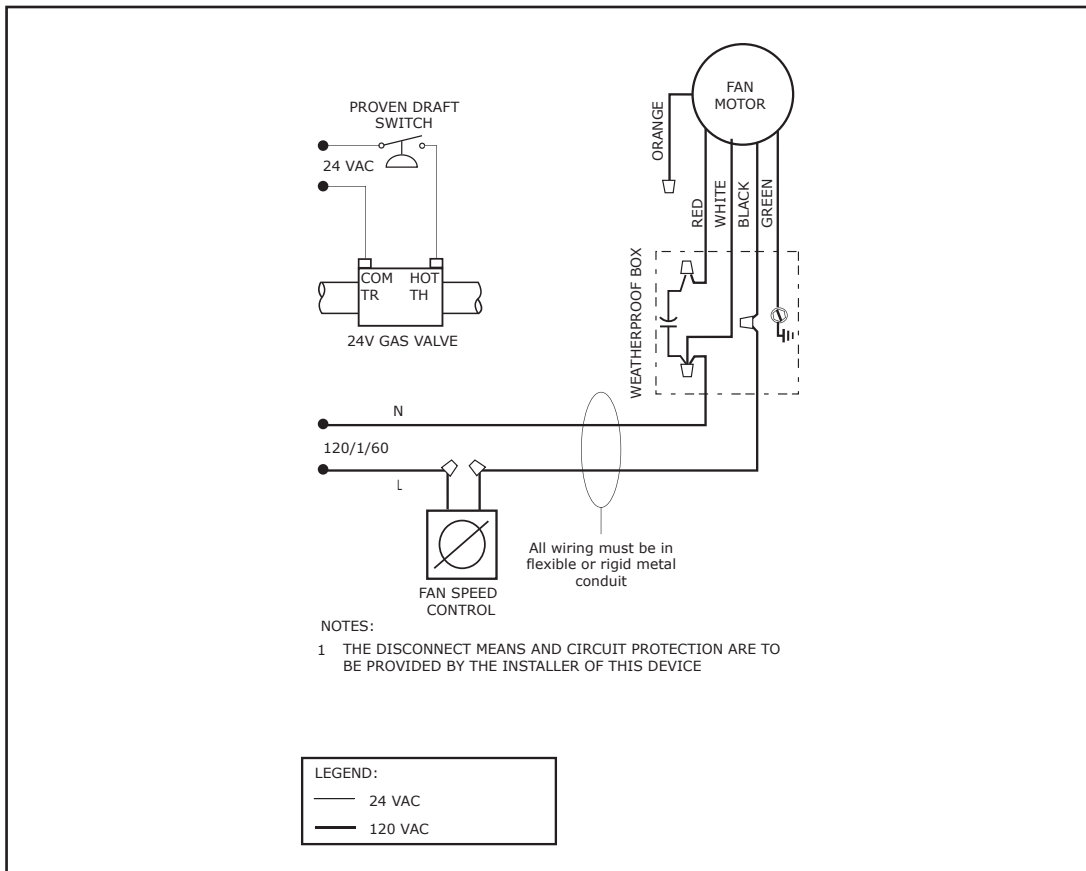 FAN
MOTOR
PROVEN DRAFT
SWITCH
24 VAC
ORANGE
RED
WHITE
BLACK
GREEN
COM
HOT
TR
TH
24V GAS VALVE
WEATHERPROOF BOX
N
120/1/60
L
All wiring must be in
flexible or rigid metal
conduit
FAN SPEED
CONTROL
NOTES:
1 THE DISCONNECT MEANS AND CIRCUIT PROTECTION ARE TO
BE PROVIDED BY THE INSTALLER OF THIS DEVICE
LEGEND:
24 VAC
120 VAC